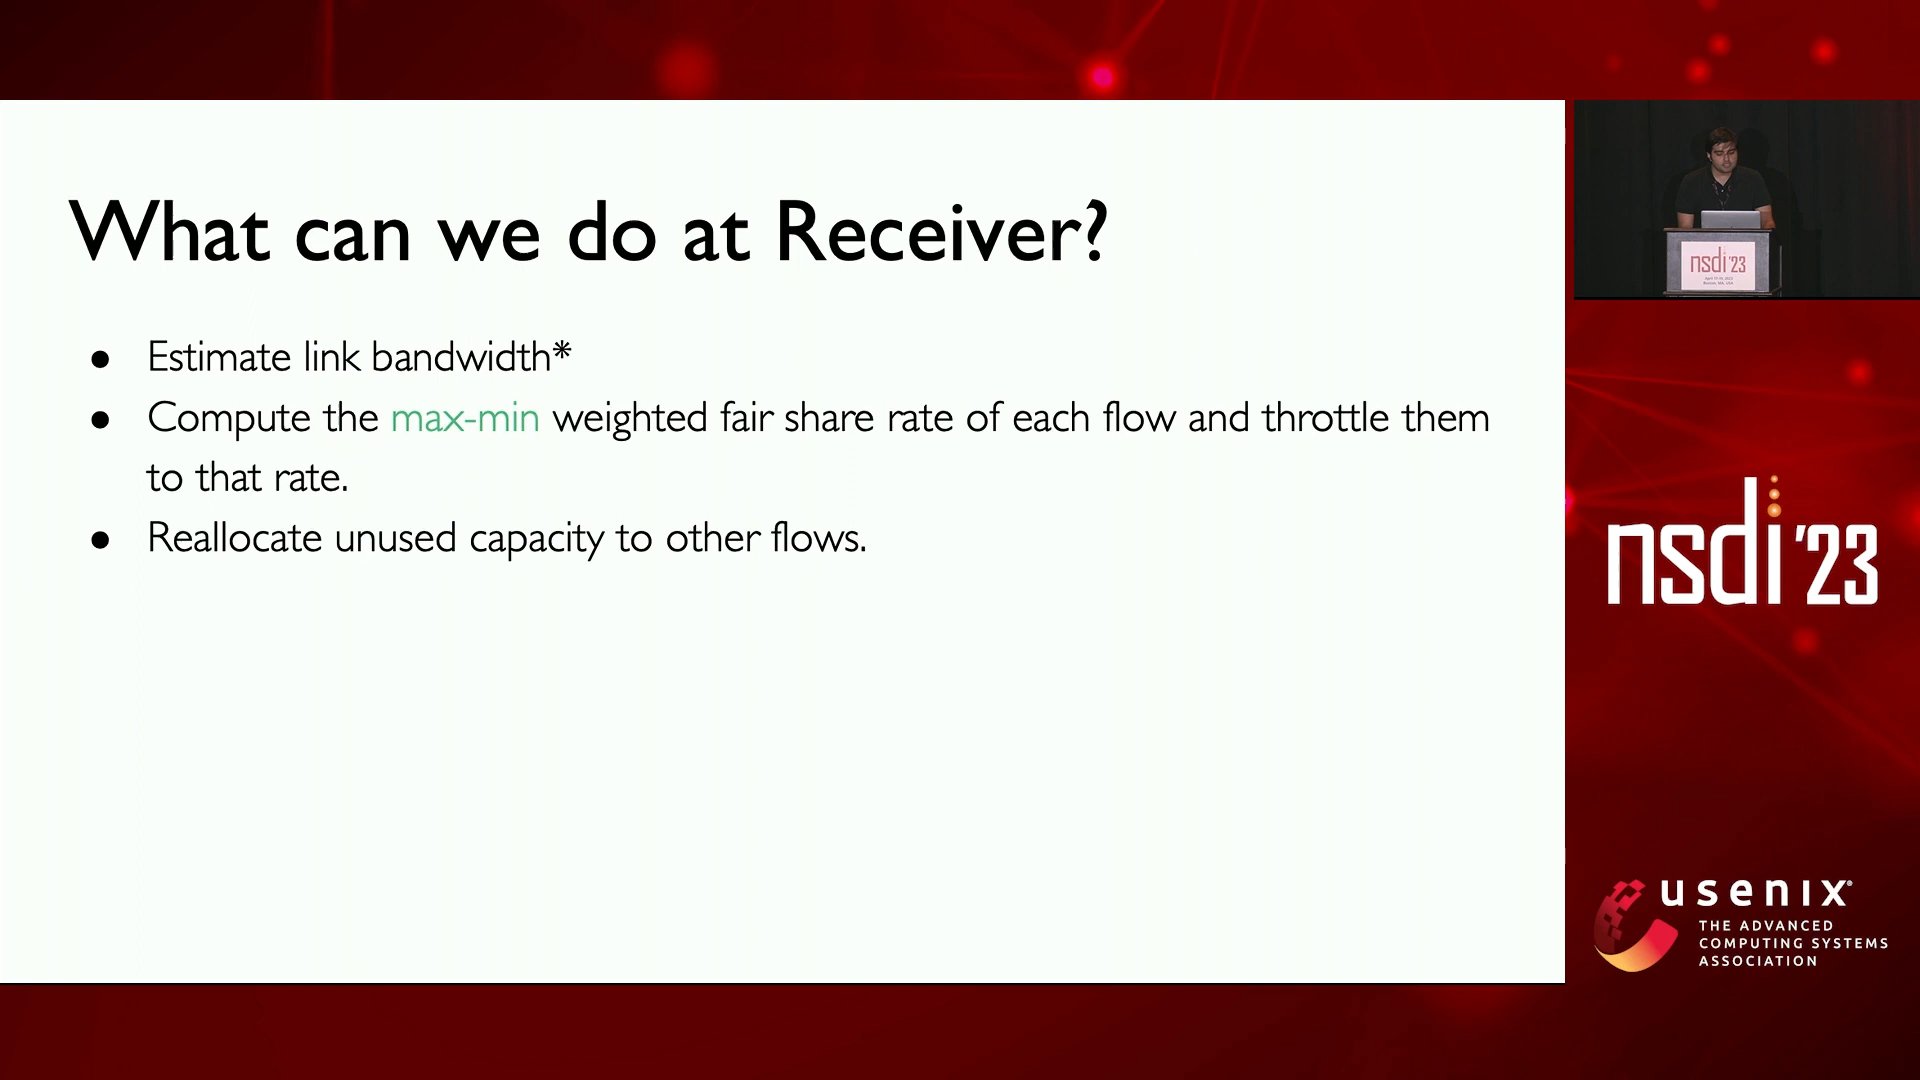 What can we do at Receiver?
● Estimate link bandwidth*
● Compute the max-min weighted fair share rate of each flow and throttle them
to that rate.
● Reallocate unused capacity to other flows.
nsdi '23
nsdi '23
usenix®
THE ADVANCED
COMPUTING SYSTEMS
ASSOCIATION